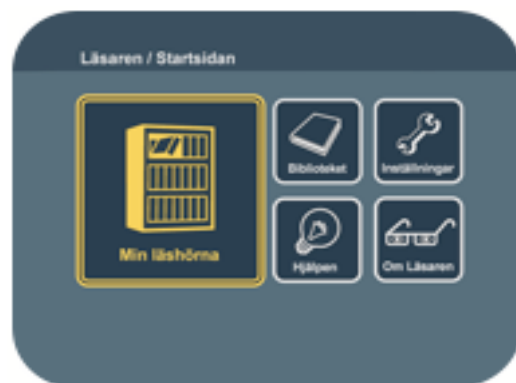 Läsaren / Startsidan
Min läshörna
Biblioteket
Inställningar
Hjälpen
Om Läsaren